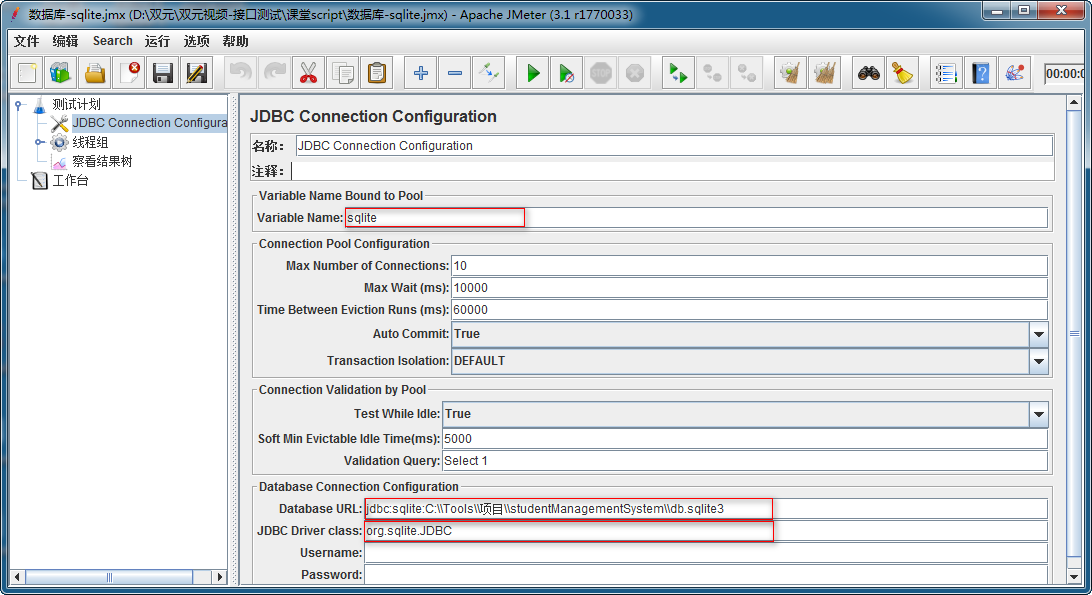 数据库-sqlite.jmx (D:\双元\双元视频-接口测试\课堂script\数据库-sqlite.jmx) - Apache JMeter (3.1 r1770033)
文件 编辑 Search 运行 选项 帮助
STOP
00:00:0
测试计划
JDBC Connection Configura
线程组
察看结果树
工作台
JDBC Connection Configuration
名称： JDBC Connection Configuration
注释：
Variable Name Bound to Pool
Variable Name: sqlite
Connection Pool Configuration
Max Number of Connections: 10
Max Wait (ms): 10000
Time Between Eviction Runs (ms): 60000
Auto Commit: True
Transaction Isolation: DEFAULT
Connection Validation by Pool
Test While Idle: True
Soft Min Evictable Idle Time(ms): 5000
Validation Query: Select 1
Database Connection Configuration
Database URL: jdbc:sqlite:C:\\Tools\\项目\\studentManagementSystem\\db.sqlite3
JDBC Driver class: org.sqlite.JDBC
Username:
Password: